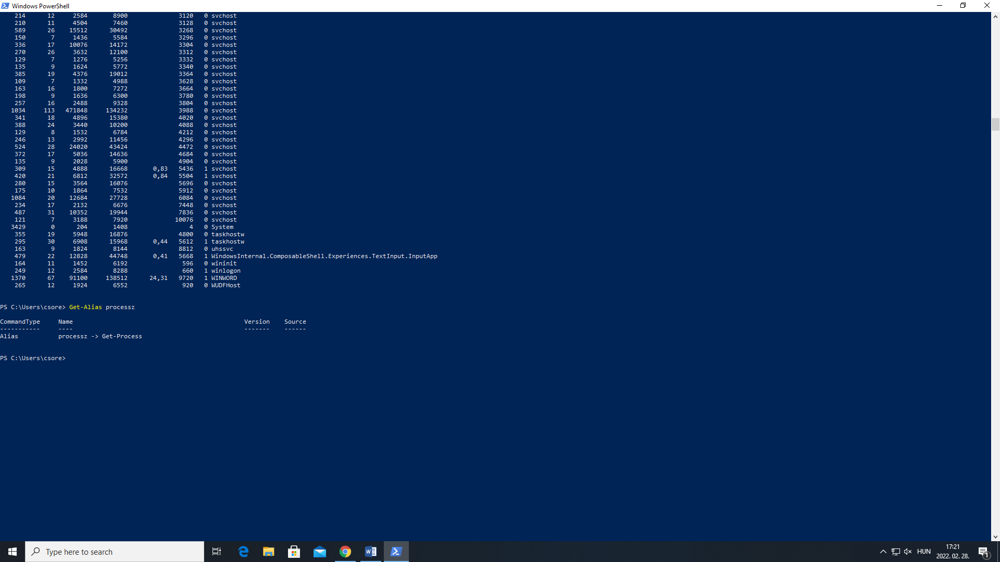 Windows PowerShell
214 12 2584 8900 3120 0 svchost
210 11 4504 7460 3128 0 svchost
589 26 15512 30492 3268 0 svchost
150 7 1436 5584 3296 0 svchost
336 17 10076 14172 3304 0 svchost
270 26 3632 12100 3312 0 svchost
129 7 1276 5256 3332 0 svchost
135 9 1624 5772 3340 0 svchost
385 19 4376 19012 3364 0 svchost
109 7 1332 4988 3628 0 svchost
163 16 1800 7272 3664 0 svchost
198 9 1636 6300 3780 0 svchost
257 16 2488 9328 3804 0 svchost
1034 113 471848 134232 3988 0 svchost
341 18 4896 15380 4020 0 svchost
388 24 3440 10200 4088 0 svchost
129 8 1532 6784 4212 0 svchost
246 13 2992 11456 4296 0 svchost
524 28 24020 43424 4472 0 svchost
372 17 5036 14636 4684 0 svchost
135 9 2028 5900 4904 0 svchost
309 15 4888 16668 0,83 5436 1 svchost
420 21 6812 32572 0,84 5504 1 svchost
280 15 3564 16076 5696 0 svchost
175 10 1864 7532 5912 0 svchost
1084 20 12684 27728 6084 0 svchost
234 17 2132 6676 7448 0 svchost
487 31 10352 19944 7836 0 svchost
121 7 3188 7920 10076 0 svchost
3429 0 204 1408 4 0 System
355 19 5948 16876 4800 0 taskhostw
295 30 6908 15968 0,44 5612 1 taskhostw
163 9 1824 8144 8812 0 uhssvc
479 22 12828 44748 0,41 5668 1 WindowsInternal.ComposableShell.Experiences.TextInput.InputApp
164 11 1452 6192 596 0 wininit
249 12 2584 8288 660 1 winlogon
1370 67 91100 138512 24,31 9720 1 WINWORD
265 12 1924 6552 920 0 WUDFHost
PS C:\Users\csore> Get-Alias processz
CommandType Name Version Source
----------- ---- ------- ------
Alias processz -> Get-Process
PS C:\Users\csore>
Type here to search
HUN
17:21
2022. 02. 28.
1